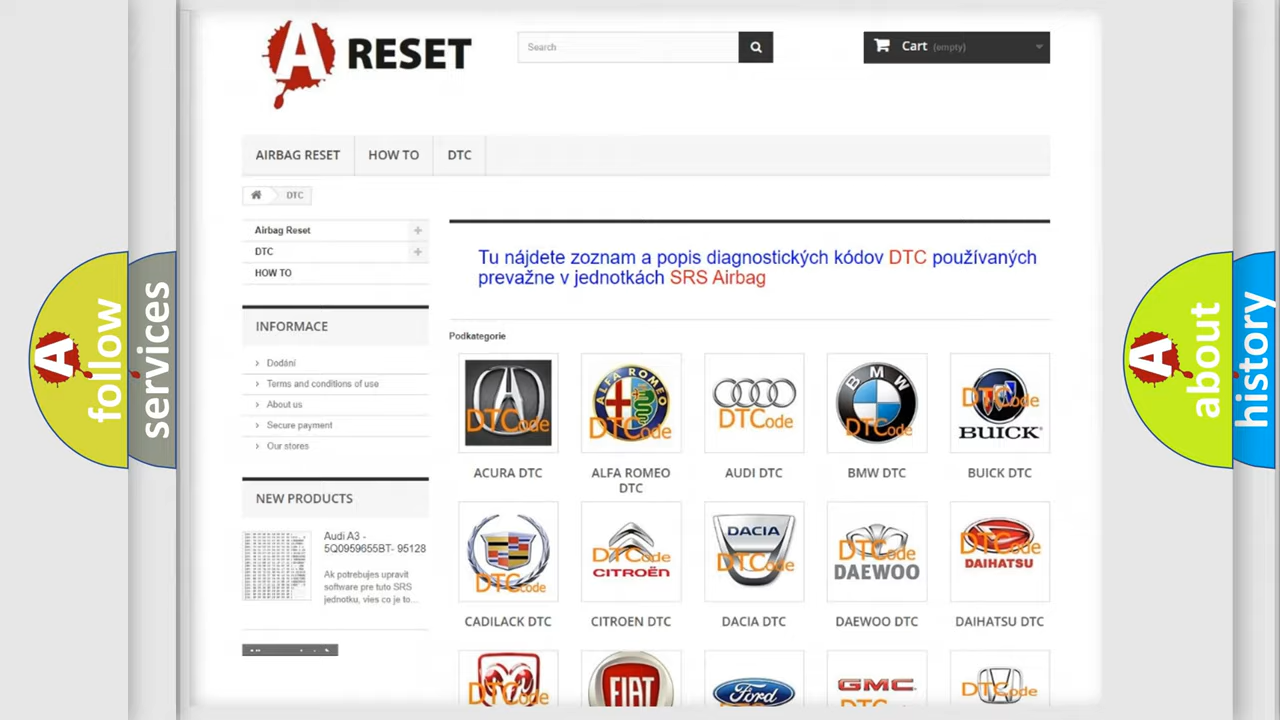 A RESET
Search
Cart (empty)
AIRBAG RESET
HOW TO
DTC
DTC
Airbag Reset
DTC
HOW TO
INFORMACE
Dodání
Terms and conditions of use
About us
Secure payment
Our stores
NEW PRODUCTS
Audi A3 -
5Q0959655BT- 95128
Ak potrebujes upravit
software pre tuto SRS
jednotku, vies co je to...
Tu nájdete zoznam a popis diagnostických kódov DTC používaných
prevažne v jednotkách SRS Airbag
Podkategorie
DTCode
ALFA ROMEO
DTCode
DTCode
BMW
DTCode
DTCode
BUICK
ACURA DTC
ALFA ROMEO
DTC
AUDI DTC
BMW DTC
BUICK DTC
DTCode
DTCode
CITROËN
DACIA
DTCode
DTCode
DAEWOO
DTCode
DAIHATSU
CADILACK DTC
CITROEN DTC
DACIA DTC
DAEWOO DTC
DAIHATSU DTC
DTCode
FIAT
Ford
GMC
DTCode
A follow
services
A about
history